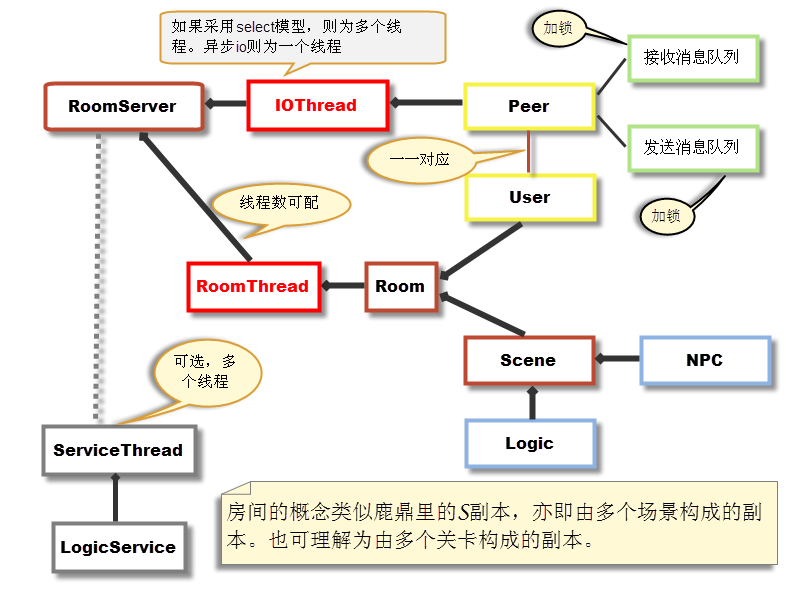 如果采用select模型，则为多个线
程。异步io则为一个线程
加锁
接收消息队列
RoomServer
IOThread
Peer
发送消息队列
一一对应
User
加锁
线程数可配
RoomThread
Room
可选，多
个线程
Scene
NPC
ServiceThread
Logic
LogicService
房间的概念类似鹿鼎里的S副本，亦即由多个场景构成的副
本。也可理解为由多个关卡构成的副本。